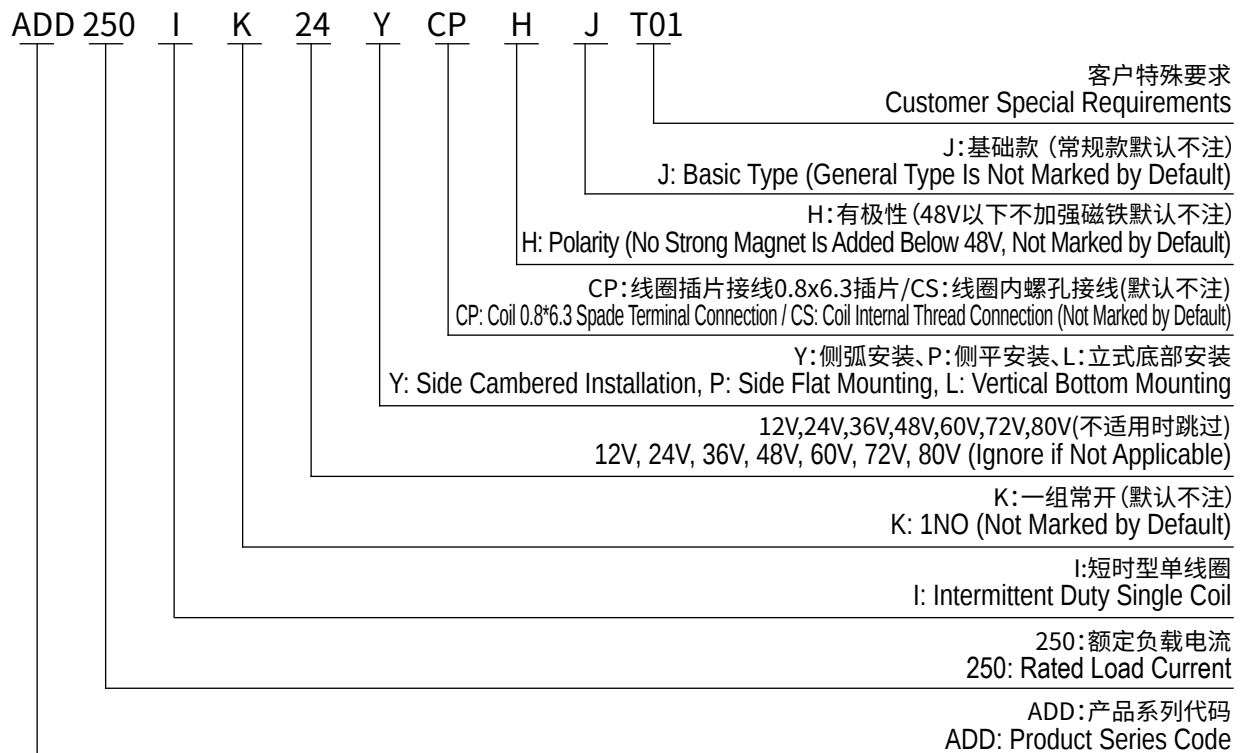 ADD 250 I K 24 Y CP H J T01
客户特殊要求
Customer Special Requirements
J：基础款（常规款默认不注）
J: Basic Type (General Type Is Not Marked by Default)
H：有极性（48V以下不加强磁铁默认不注）
H: Polarity (No Strong Magnet Is Added Below 48V, Not Marked by Default)
CP：线圈插片接线0.8x6.3插片/CS：线圈内螺孔接线(默认不注)
CP: Coil 0.8*6.3 Spade Terminal Connection / CS: Coil Internal Thread Connection (Not Marked by Default)
Y：侧弧安装、P：侧平安装、L：立式底部安装
Y: Side Cambered Installation, P: Side Flat Mounting, L: Vertical Bottom Mounting
12V,24V,36V,48V,60V,72V,80V(不适用时跳过)
12V, 24V, 36V, 48V, 60V, 72V, 80V (Ignore if Not Applicable)
K：一组常开（默认不注）
K: 1NO (Not Marked by Default)
I:短时型单线圈
I: Intermittent Duty Single Coil
250：额定负载电流
250: Rated Load Current
ADD：产品系列代码
ADD: Product Series Code